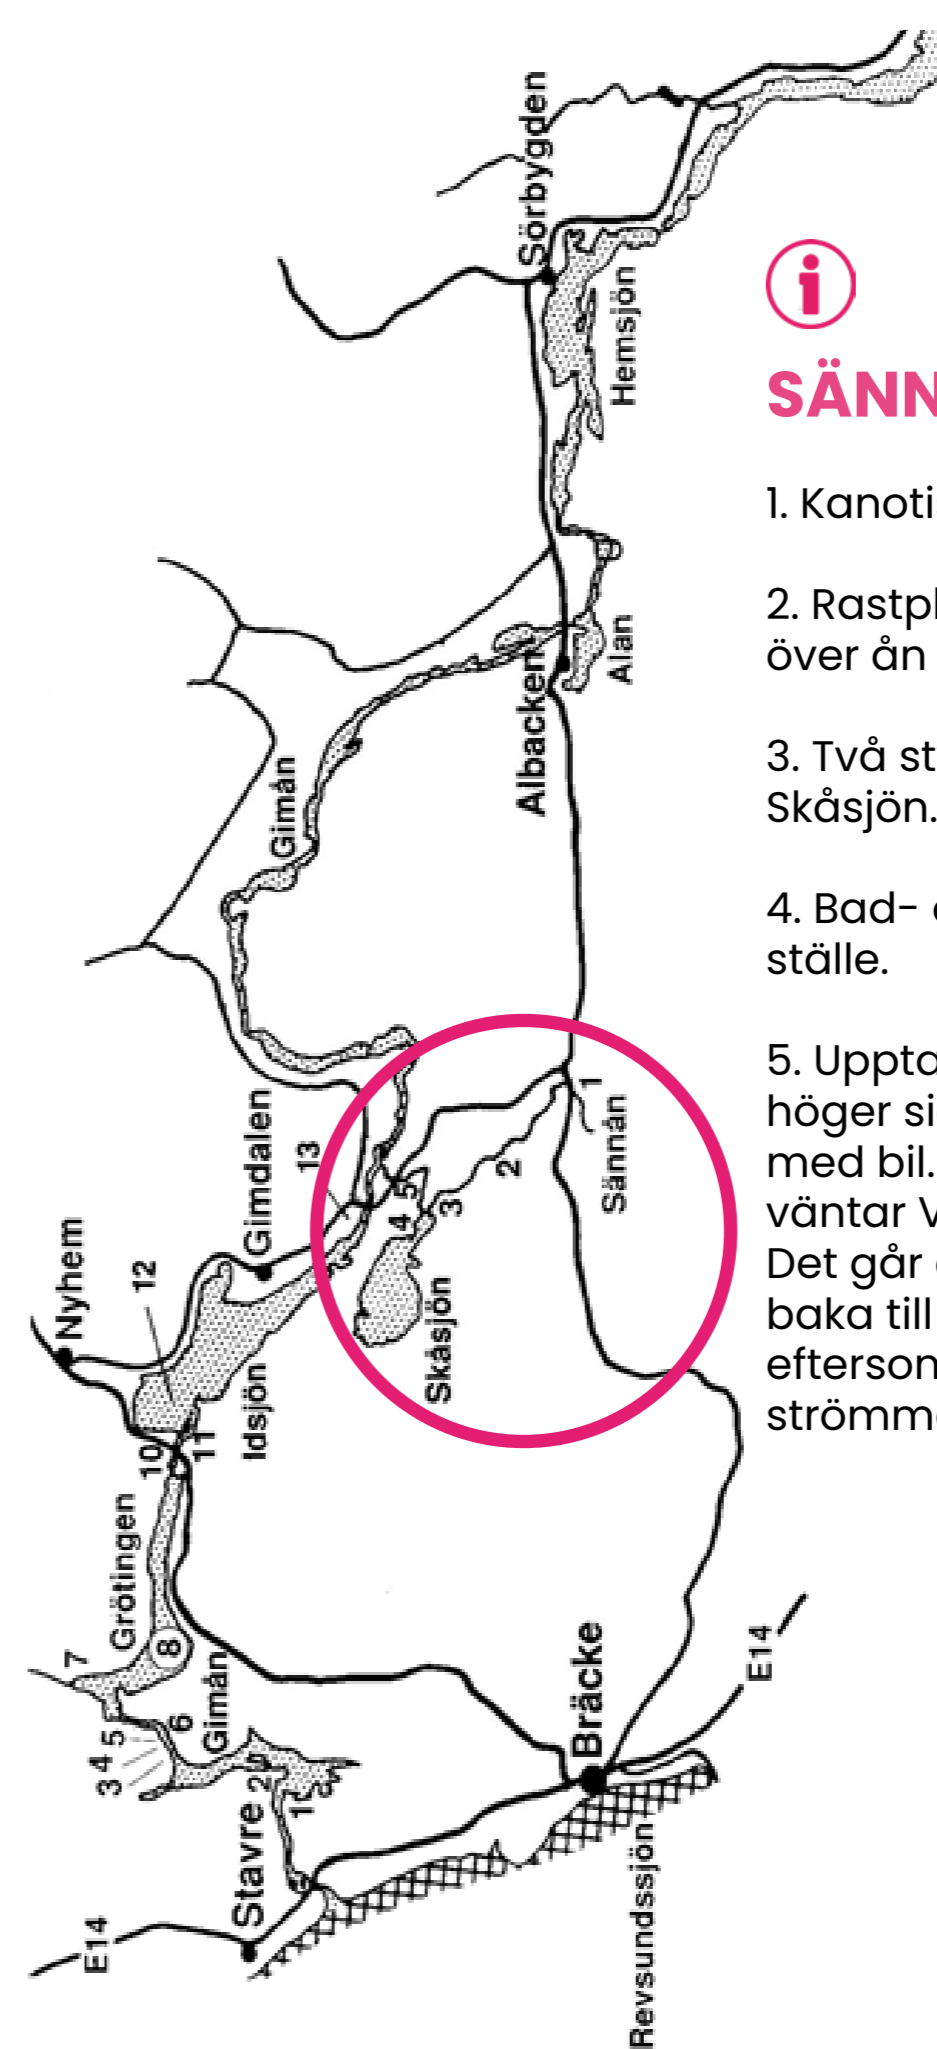 SÄNN
1. Kanoti
2. Rastpl
över ån
3. Två st
Skåsjön.
4. Bad-
ställe.
5. Uppta
höger si
med bil.
väntar V
Det går
baka till
efterson
strömm
Sörbygden
Hemsjön
Alån
Albacken
Gimån
Gimdalen
13
Nyhem
12
Idsjön
10
11
Skåsjön
1
2
3
4
5
Sännån
Grötingen
7
8
6
5
4
3
Gimån
2
1
Stavre
E14
Bräcke
E14
Revsundssjön